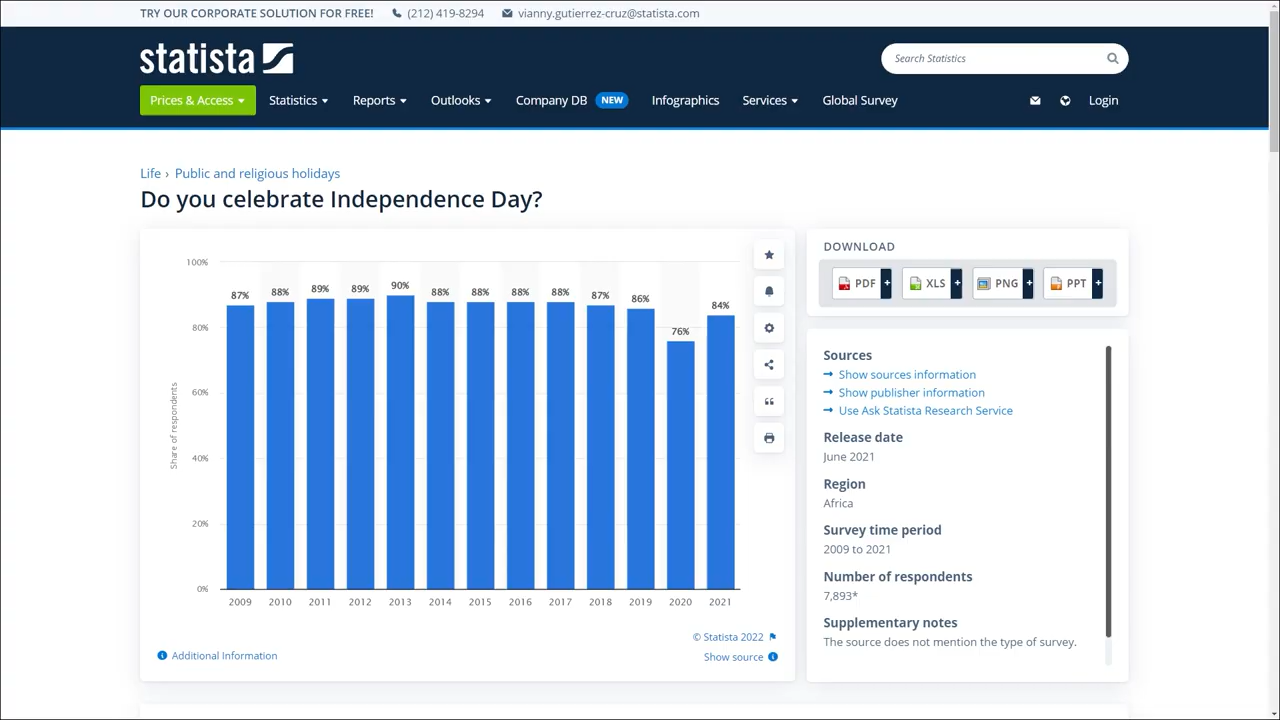 TRY OUR CORPORATE SOLUTION FOR FREE! (212) 419-8294 vianny.gutierrez-cruz@statista.com
statista
Search Statistics
Prices & Access Statistics Reports Outlooks Company DB NEW Infographics Services Global Survey Login
Life › Public and religious holidays
Do you celebrate Independence Day?
100%
80%
60%
40%
20%
0%
Share of respondents
87% 88% 89% 89% 90% 88% 88% 88% 88% 87% 86% 76% 84%
2009 2010 2011 2012 2013 2014 2015 2016 2017 2018 2019 2020 2021
© Statista 2022
Additional Information
Show source
DOWNLOAD
PDF + XLS + PNG + PPT +
Sources
Show sources information
Show publisher information
Use Ask Statista Research Service
Release date
June 2021
Region
Africa
Survey time period
2009 to 2021
Number of respondents
7,893*
Supplementary notes
The source does not mention the type of survey.